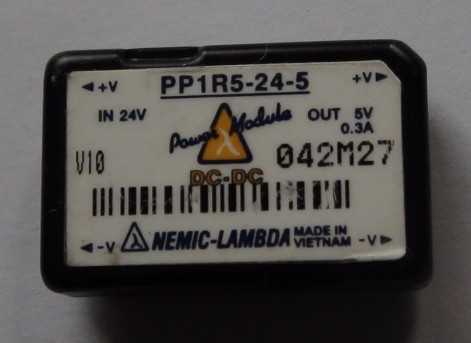 ◄+V PP1R5-24-5 +V►
IN 24V Power Module OUT 5V
0.3A
λ
V10 042M27
DC-DC
◄-V λ NEMIC-LAMBDA MADE IN VIETNAM -V►